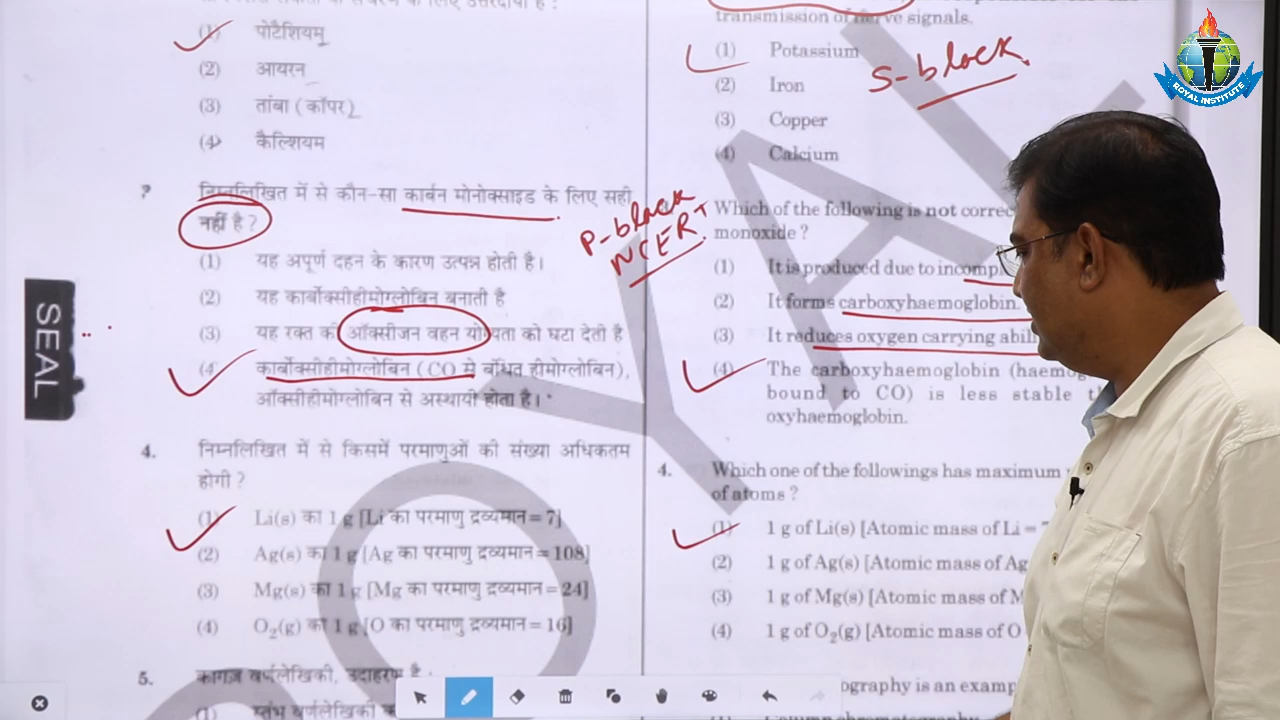 (1) पोटैशियम
(2) आयरन
(3) तांबा (कॉपर)
(4) कैल्शियम
निम्नलिखित में से कौन-सा कार्बन मोनोक्साइड के लिए सही
नहीं है ?
(1) यह अपूर्ण दहन के कारण उत्पन्न होती है।
(2) यह कार्बोक्सीहीमोग्लोबिन बनाती है
(3) यह रक्त की ऑक्सीजन वहन योग्यता को घटा देती है
(4) कार्बोक्सीहीमोग्लोबिन (CO से बंधित हीमोग्लोबिन),
ऑक्सीहीमोग्लोबिन से अस्थायी होता है।
4. निम्नलिखित में से किसमें परमाणुओं की संख्या अधिकतम
होगी ?
(1) Li(s) का 1 g [Li का परमाणु द्रव्यमान = 7]
(2) Ag(s) का 1 g [Ag का परमाणु द्रव्यमान = 108]
(3) Mg(s) का 1 g [Mg का परमाणु द्रव्यमान = 24]
(4) O₂(g) का 1 g [O का परमाणु द्रव्यमान = 16]
5. कागज़ वर्णलेखिकी, उदाहरण है :
(1) स्तंभ वर्णलेखिकी
SEAL
P-block
NCERT
transmission of nerve signals.
(1) Potassium
(2) Iron
(3) Copper
(4) Calcium
S-block
Which of the following is not correc
monoxide ?
(1) It is produced due to incomp
(2) It forms carboxyhaemoglobin.
(3) It reduces oxygen carrying abil
(4) The carboxyhaemoglobin (haemog
bound to CO) is less stable t
oxyhaemoglobin.
4. Which one of the followings has maximum
of atoms ?
(1) 1 g of Li(s) [Atomic mass of Li =
(2) 1 g of Ag(s) [Atomic mass of Ag
(3) 1 g of Mg(s) [Atomic mass of M
(4) 1 g of O₂(g) [Atomic mass of O
ography is an examp
ROYAL INSTITUTE
ROYAL